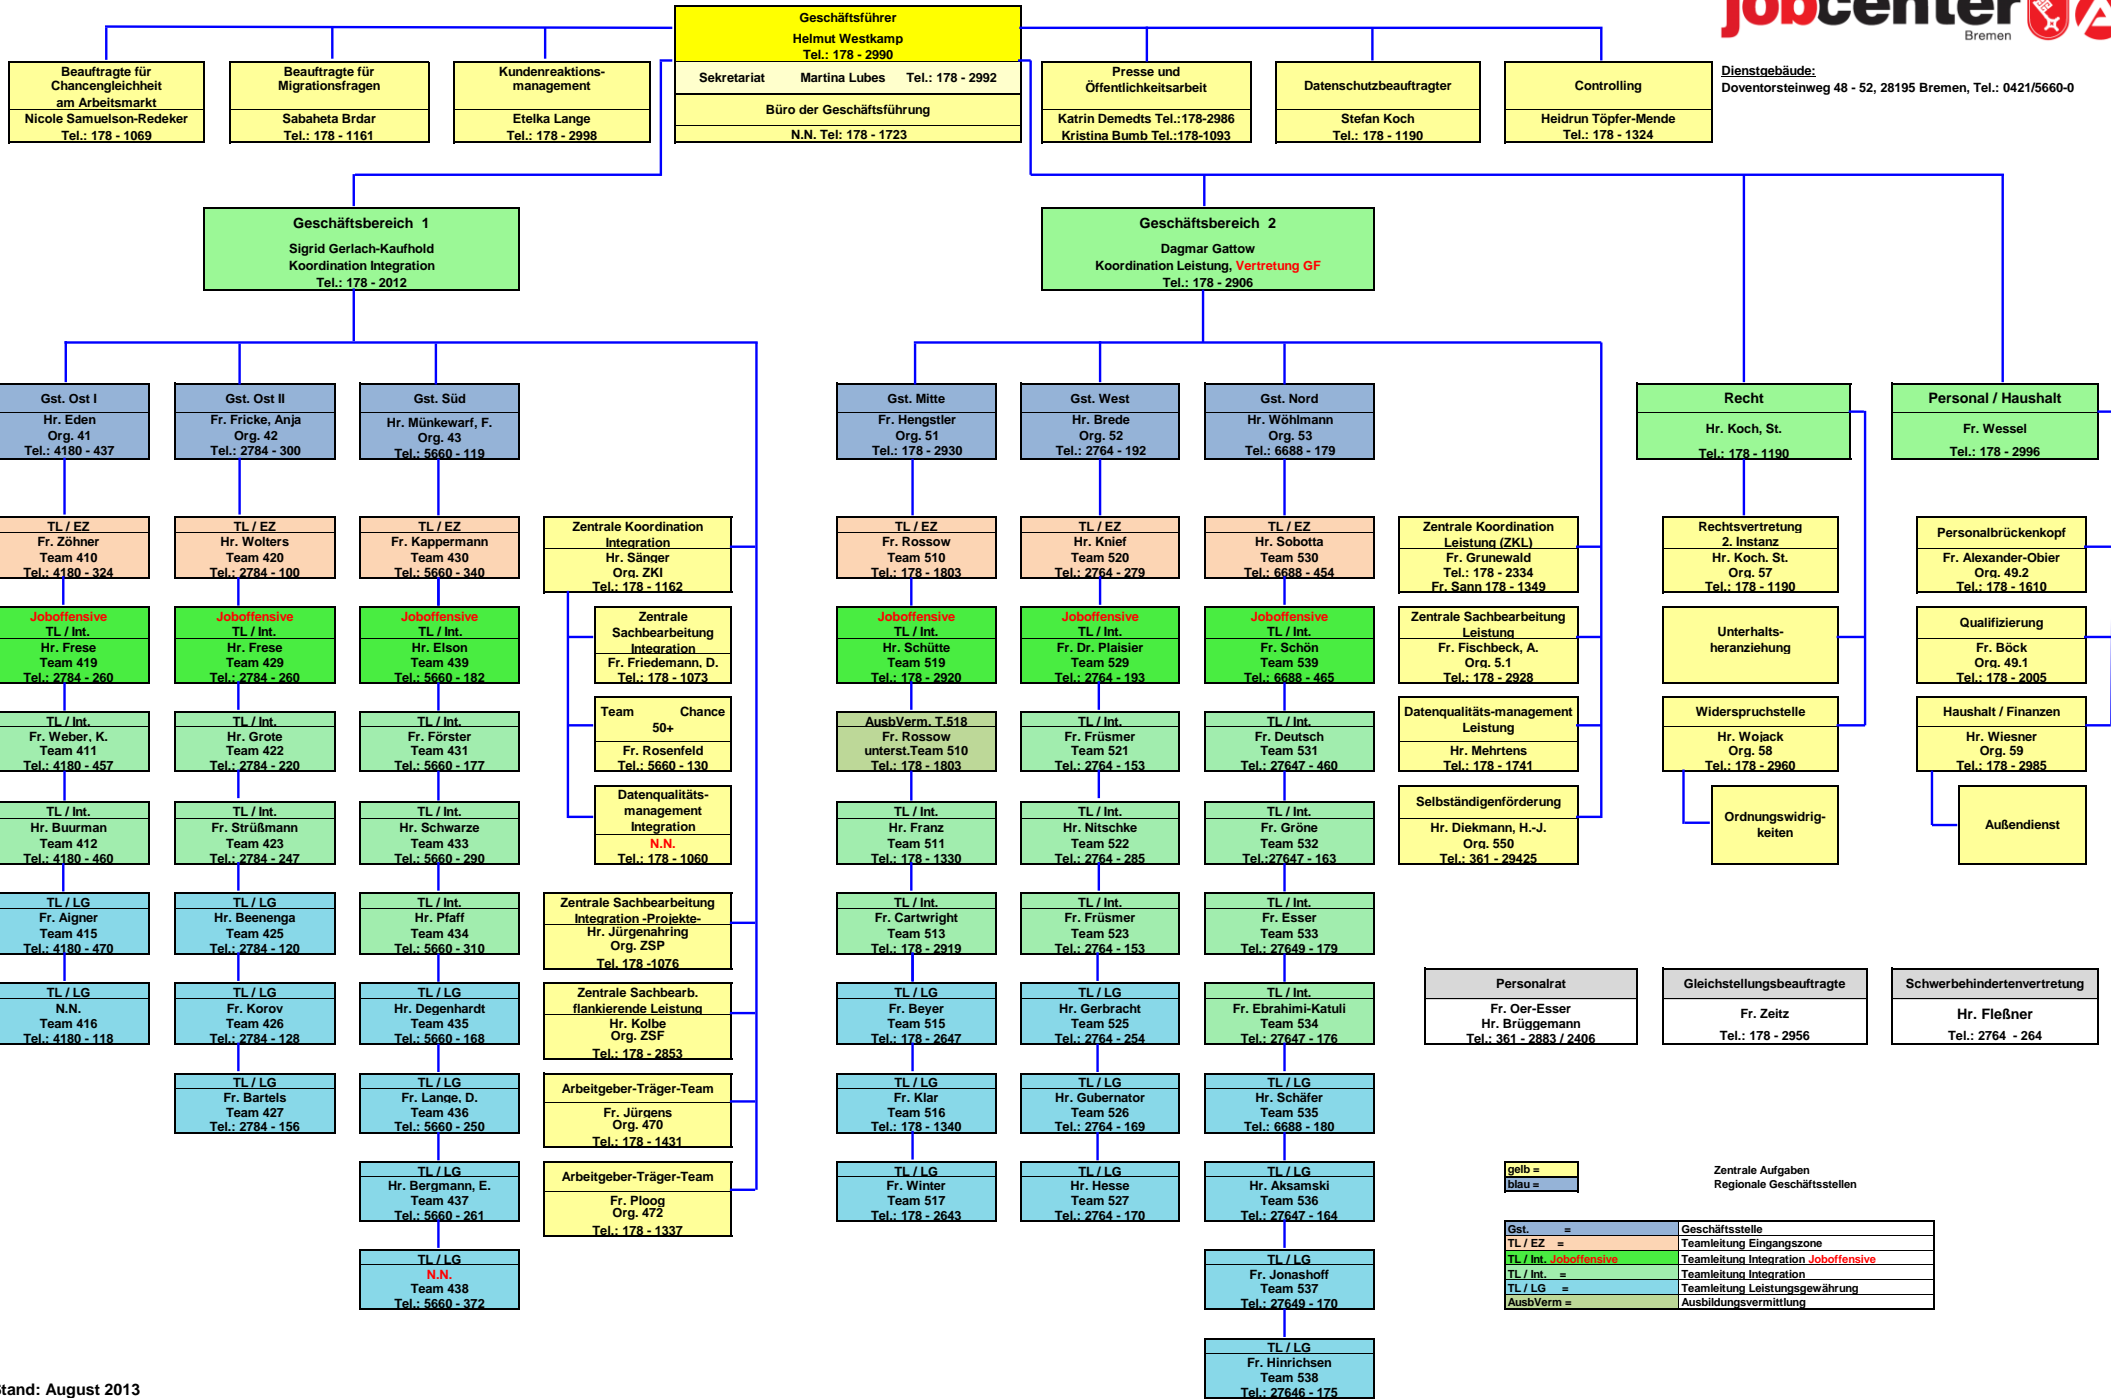 jobcenter
Bremen
Geschäftsführer
Helmut Westkamp
Tel.: 178 - 2990
Sekretariat Martina Lubes Tel.: 178 - 2992
Büro der Geschäftsführung
N.N. Tel: 178 - 1723
Beauftragte für
Chancengleichheit
am Arbeitsmarkt
Nicole Samuelson-Redeker
Tel.: 178 - 1069
Beauftragte für
Migrationsfragen
Sabaheta Brdar
Tel.: 178 - 1161
Kundenreaktions-
management
Etelka Lange
Tel.: 178 - 2998
Presse und
Öffentlichkeitsarbeit
Katrin Demedts Tel.:178-2986
Kristina Bumb Tel.:178-1093
Datenschutzbeauftragter
Stefan Koch
Tel.: 178 - 1190
Controlling
Heidrun Töpfer-Mende
Tel.: 178 - 1324
Dienstgebäude:
Doventorsteinweg 48 - 52, 28195 Bremen, Tel.: 0421/5660-0
Geschäftsbereich 1
Sigrid Gerlach-Kaufhold
Koordination Integration
Tel.: 178 - 2012
Geschäftsbereich 2
Dagmar Gattow
Koordination Leistung, Vertretung GF
Tel.: 178 - 2906
Gst. Ost I
Hr. Eden
Org. 41
Tel.: 4180 - 437
TL / EZ
Fr. Zöhner
Team 410
Tel.: 4180 - 324
Joboffensive
TL / Int.
Hr. Frese
Team 419
Tel.: 2784 - 260
TL / Int.
Fr. Weber, K.
Team 411
Tel.: 4180 - 457
TL / Int.
Hr. Buurman
Team 412
Tel.: 4180 - 460
TL / LG
Fr. Aigner
Team 415
Tel.: 4180 - 470
TL / LG
N.N.
Team 416
Tel.: 4180 - 118
Gst. Ost II
Fr. Fricke, Anja
Org. 42
Tel.: 2784 - 300
TL / EZ
Hr. Wolters
Team 420
Tel.: 2784 - 100
Joboffensive
TL / Int.
Hr. Frese
Team 429
Tel.: 2784 - 260
TL / Int.
Hr. Grote
Team 422
Tel.: 2784 - 220
TL / Int.
Fr. Strüßmann
Team 423
Tel.: 2784 - 247
TL / LG
Hr. Beenenga
Team 425
Tel.: 2784 - 120
TL / LG
Fr. Korov
Team 426
Tel.: 2784 - 128
TL / LG
Fr. Bartels
Team 427
Tel.: 2784 - 156
Gst. Süd
Hr. Münkewarf, F.
Org. 43
Tel.: 5660 - 119
TL / EZ
Fr. Kappermann
Team 430
Tel.: 5660 - 340
Joboffensive
TL / Int.
Hr. Elson
Team 439
Tel.: 5660 - 182
TL / Int.
Fr. Förster
Team 431
Tel.: 5660 - 177
TL / Int.
Hr. Schwarze
Team 433
Tel.: 5660 - 290
TL / Int.
Hr. Pfaff
Team 434
Tel.: 5660 - 310
TL / LG
Hr. Degenhardt
Team 435
Tel.: 5660 - 168
TL / LG
Fr. Lange, D.
Team 436
Tel.: 5660 - 250
TL / LG
Hr. Bergmann, E.
Team 437
Tel.: 5660 - 261
TL / LG
N.N.
Team 438
Tel.: 5660 - 372
Zentrale Koordination
Integration
Hr. Sänger
Org. ZKI
Tel.: 178 - 1162
Zentrale
Sachbearbeitung
Integration
Fr. Friedemann, D.
Tel.: 178 - 1073
Team Chance
50+
Fr. Rosenfeld
Tel.: 5660 - 130
Datenqualitäts-
management
Integration
N.N.
Tel.: 178 - 1060
Zentrale Sachbearbeitung
Integration -Projekte-
Hr. Jürgenahring
Org. ZSP
Tel. 178 -1076
Zentrale Sachbearb.
flankierende Leistung
Hr. Kolbe
Org. ZSF
Tel.: 178 - 2853
Arbeitgeber-Träger-Team
Fr. Jürgens
Org. 470
Tel.: 178 - 1431
Arbeitgeber-Träger-Team
Fr. Ploog
Org. 472
Tel.: 178 - 1337
Gst. Mitte
Fr. Hengstler
Org. 51
Tel.: 178 - 2930
TL / EZ
Fr. Rossow
Team 510
Tel.: 178 - 1803
Joboffensive
TL / Int.
Hr. Schütte
Team 519
Tel.: 178 - 2920
AusbVerm. T.518
Fr. Rossow
unterst.Team 510
Tel.: 178 - 1803
TL / Int.
Hr. Franz
Team 511
Tel.: 178 - 1330
TL / Int.
Fr. Cartwright
Team 513
Tel.: 178 - 2919
TL / LG
Fr. Beyer
Team 515
Tel.: 178 - 2647
TL / LG
Fr. Klar
Team 516
Tel.: 178 - 1340
TL / LG
Fr. Winter
Team 517
Tel.: 178 - 2643
Gst. West
Hr. Brede
Org. 52
Tel.: 2764 - 192
TL / EZ
Hr. Knief
Team 520
Tel.: 2764 - 279
Joboffensive
TL / Int.
Fr. Dr. Plaisier
Team 529
Tel.: 2764 - 193
TL / Int.
Fr. Früsmer
Team 521
Tel.: 2764 - 153
TL / Int.
Hr. Nitschke
Team 522
Tel.: 2764 - 285
TL / Int.
Fr. Früsmer
Team 523
Tel.: 2764 - 153
TL / LG
Hr. Gerbracht
Team 525
Tel.: 2764 - 254
TL / LG
Hr. Gubernator
Team 526
Tel.: 2764 - 169
TL / LG
Hr. Hesse
Team 527
Tel.: 2764 - 170
Gst. Nord
Hr. Wöhlmann
Org. 53
Tel.: 6688 - 179
TL / EZ
Hr. Sobotta
Team 530
Tel.: 6688 - 454
Joboffensive
TL / Int.
Fr. Schön
Team 539
Tel.: 6688 - 465
TL / Int.
Fr. Deutsch
Team 531
Tel.: 27647 - 460
TL / Int.
Fr. Gröne
Team 532
Tel.:27647 - 163
TL / Int.
Fr. Esser
Team 533
Tel.: 27649 - 179
TL / Int.
Fr. Ebrahimi-Katuli
Team 534
Tel.: 27647 - 176
TL / LG
Hr. Schäfer
Team 535
Tel.: 6688 - 180
TL / LG
Hr. Aksamski
Team 536
Tel.: 27647 - 164
TL / LG
Fr. Jonashoff
Team 537
Tel.: 27649 - 170
TL / LG
Fr. Hinrichsen
Team 538
Tel.: 27646 - 175
Zentrale Koordination
Leistung (ZKL)
Fr. Grunewald
Tel.: 178 - 2334
Fr. Sann 178 - 1349
Zentrale Sachbearbeitung
Leistung
Fr. Fischbeck, A.
Org. 5.1
Tel.: 178 - 2928
Datenqualitäts-management
Leistung
Hr. Mehrtens
Tel.: 178 - 1741
Selbständigenförderung
Hr. Diekmann, H.-J.
Org. 550
Tel.: 361 - 29425
Recht
Hr. Koch, St.
Tel.: 178 - 1190
Rechtsvertretung
2. Instanz
Hr. Koch. St.
Org. 57
Tel.: 178 - 1190
Unterhalts-
heranziehung
Widerspruchstelle
Hr. Wojack
Org. 58
Tel.: 178 - 2960
Ordnungswidrig-
keiten
Personal / Haushalt
Fr. Wessel
Tel.: 178 - 2996
Personalbrückenkopf
Fr. Alexander-Obier
Org. 49.2
Tel.: 178 - 1610
Qualifizierung
Fr. Böck
Org. 49.1
Tel.: 178 - 2005
Haushalt / Finanzen
Hr. Wiesner
Org. 59
Tel.: 178 - 2985
Außendienst
Personalrat
Fr. Oer-Esser
Hr. Brüggemann
Tel.: 361 - 2883 / 2406
Gleichstellungsbeauftragte
Fr. Zeitz
Tel.: 178 - 2956
Schwerbehindertenvertretung
Hr. Fleßner
Tel.: 2764 - 264
gelb = Zentrale Aufgaben
blau = Regionale Geschäftsstellen
Gst. = Geschäftsstelle
TL / EZ = Teamleitung Eingangszone
TL / Int. Joboffensive Teamleitung Integration Joboffensive
TL / Int. = Teamleitung Integration
TL / LG = Teamleitung Leistungsgewährung
AusbVerm = Ausbildungsvermittlung
Stand: August 2013